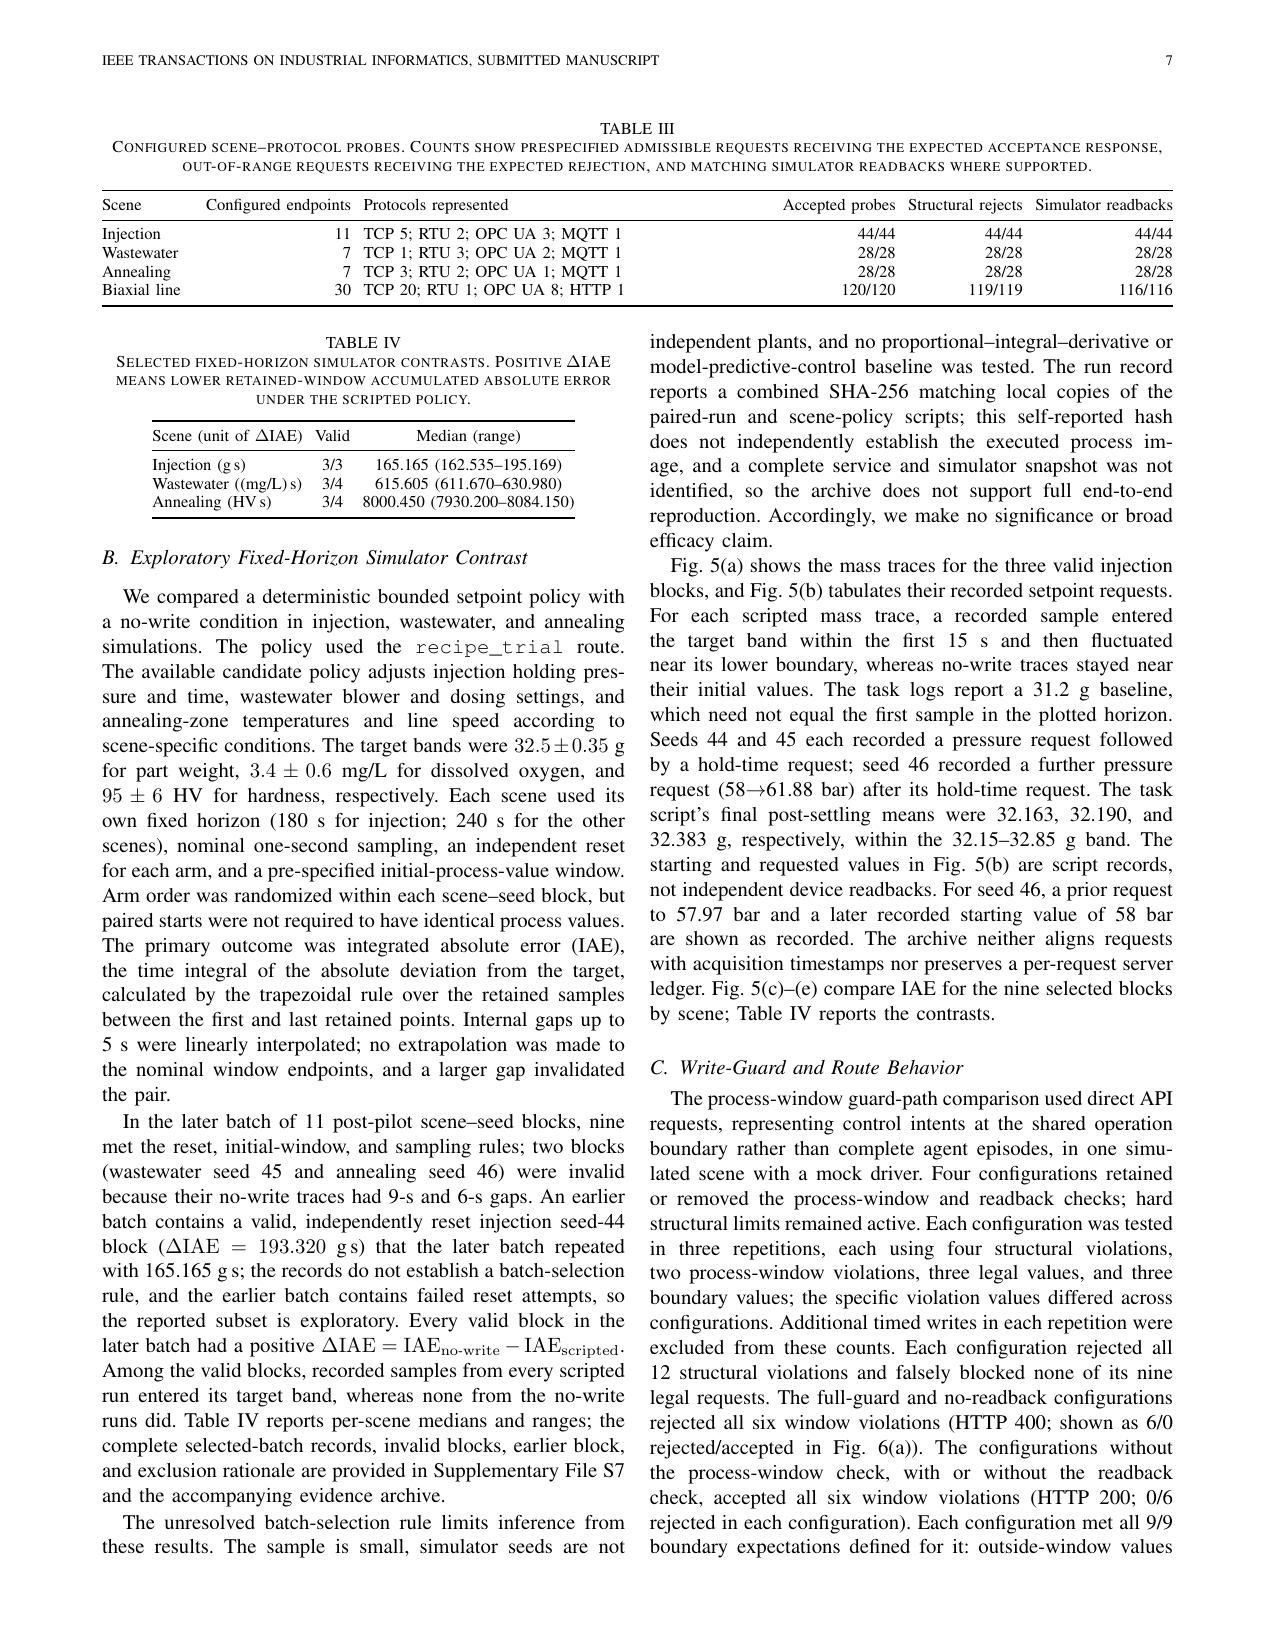 IEEE TRANSACTIONS ON INDUSTRIAL INFORMATICS, SUBMITTED MANUSCRIPT 7
TABLE III
CONFIGURED SCENE–PROTOCOL PROBES. COUNTS SHOW PRESPECIFIED ADMISSIBLE REQUESTS RECEIVING THE EXPECTED ACCEPTANCE RESPONSE,
OUT-OF-RANGE REQUESTS RECEIVING THE EXPECTED REJECTION, AND MATCHING SIMULATOR READBACKS WHERE SUPPORTED.
Scene Configured endpoints Protocols represented Accepted probes Structural rejects Simulator readbacks
Injection 11 TCP 5; RTU 2; OPC UA 3; MQTT 1 44/44 44/44 44/44
Wastewater 7 TCP 1; RTU 3; OPC UA 2; MQTT 1 28/28 28/28 28/28
Annealing 7 TCP 3; RTU 2; OPC UA 1; MQTT 1 28/28 28/28 28/28
Biaxial line 30 TCP 20; RTU 1; OPC UA 8; HTTP 1 120/120 119/119 116/116
TABLE IV
SELECTED FIXED-HORIZON SIMULATOR CONTRASTS. POSITIVE ΔIAE
MEANS LOWER RETAINED-WINDOW ACCUMULATED ABSOLUTE ERROR
UNDER THE SCRIPTED POLICY.
Scene (unit of ΔIAE) Valid Median (range)
Injection (g s) 3/3 165.165 (162.535–195.169)
Wastewater ((mg/L) s) 3/4 615.605 (611.670–630.980)
Annealing (HV s) 3/4 8000.450 (7930.200–8084.150)
B. Exploratory Fixed-Horizon Simulator Contrast
We compared a deterministic bounded setpoint policy with
a no-write condition in injection, wastewater, and annealing
simulations. The policy used the recipe_trial route.
The available candidate policy adjusts injection holding pres-
sure and time, wastewater blower and dosing settings, and
annealing-zone temperatures and line speed according to
scene-specific conditions. The target bands were 32.5±0.35 g
for part weight, 3.4 ± 0.6 mg/L for dissolved oxygen, and
95 ± 6 HV for hardness, respectively. Each scene used its
own fixed horizon (180 s for injection; 240 s for the other
scenes), nominal one-second sampling, an independent reset
for each arm, and a pre-specified initial-process-value window.
Arm order was randomized within each scene–seed block, but
paired starts were not required to have identical process values.
The primary outcome was integrated absolute error (IAE),
the time integral of the absolute deviation from the target,
calculated by the trapezoidal rule over the retained samples
between the first and last retained points. Internal gaps up to
5 s were linearly interpolated; no extrapolation was made to
the nominal window endpoints, and a larger gap invalidated
the pair.
In the later batch of 11 post-pilot scene–seed blocks, nine
met the reset, initial-window, and sampling rules; two blocks
(wastewater seed 45 and annealing seed 46) were invalid
because their no-write traces had 9-s and 6-s gaps. An earlier
batch contains a valid, independently reset injection seed-44
block (ΔIAE = 193.320 g s) that the later batch repeated
with 165.165 g s; the records do not establish a batch-selection
rule, and the earlier batch contains failed reset attempts, so
the reported subset is exploratory. Every valid block in the
later batch had a positive ΔIAE = IAEno-write − IAEscripted.
Among the valid blocks, recorded samples from every scripted
run entered its target band, whereas none from the no-write
runs did. Table IV reports per-scene medians and ranges; the
complete selected-batch records, invalid blocks, earlier block,
and exclusion rationale are provided in Supplementary File S7
and the accompanying evidence archive.
The unresolved batch-selection rule limits inference from
these results. The sample is small, simulator seeds are not
independent plants, and no proportional–integral–derivative or
model-predictive-control baseline was tested. The run record
reports a combined SHA-256 matching local copies of the
paired-run and scene-policy scripts; this self-reported hash
does not independently establish the executed process im-
age, and a complete service and simulator snapshot was not
identified, so the archive does not support full end-to-end
reproduction. Accordingly, we make no significance or broad
efficacy claim.
Fig. 5(a) shows the mass traces for the three valid injection
blocks, and Fig. 5(b) tabulates their recorded setpoint requests.
For each scripted mass trace, a recorded sample entered
the target band within the first 15 s and then fluctuated
near its lower boundary, whereas no-write traces stayed near
their initial values. The task logs report a 31.2 g baseline,
which need not equal the first sample in the plotted horizon.
Seeds 44 and 45 each recorded a pressure request followed
by a hold-time request; seed 46 recorded a further pressure
request (58→61.88 bar) after its hold-time request. The task
script's final post-settling means were 32.163, 32.190, and
32.383 g, respectively, within the 32.15–32.85 g band. The
starting and requested values in Fig. 5(b) are script records,
not independent device readbacks. For seed 46, a prior request
to 57.97 bar and a later recorded starting value of 58 bar
are shown as recorded. The archive neither aligns requests
with acquisition timestamps nor preserves a per-request server
ledger. Fig. 5(c)–(e) compare IAE for the nine selected blocks
by scene; Table IV reports the contrasts.
C. Write-Guard and Route Behavior
The process-window guard-path comparison used direct API
requests, representing control intents at the shared operation
boundary rather than complete agent episodes, in one simu-
lated scene with a mock driver. Four configurations retained
or removed the process-window and readback checks; hard
structural limits remained active. Each configuration was tested
in three repetitions, each using four structural violations,
two process-window violations, three legal values, and three
boundary values; the specific violation values differed across
configurations. Additional timed writes in each repetition were
excluded from these counts. Each configuration rejected all
12 structural violations and falsely blocked none of its nine
legal requests. The full-guard and no-readback configurations
rejected all six window violations (HTTP 400; shown as 6/0
rejected/accepted in Fig. 6(a)). The configurations without
the process-window check, with or without the readback
check, accepted all six window violations (HTTP 200; 0/6
rejected in each configuration). Each configuration met all 9/9
boundary expectations defined for it: outside-window values